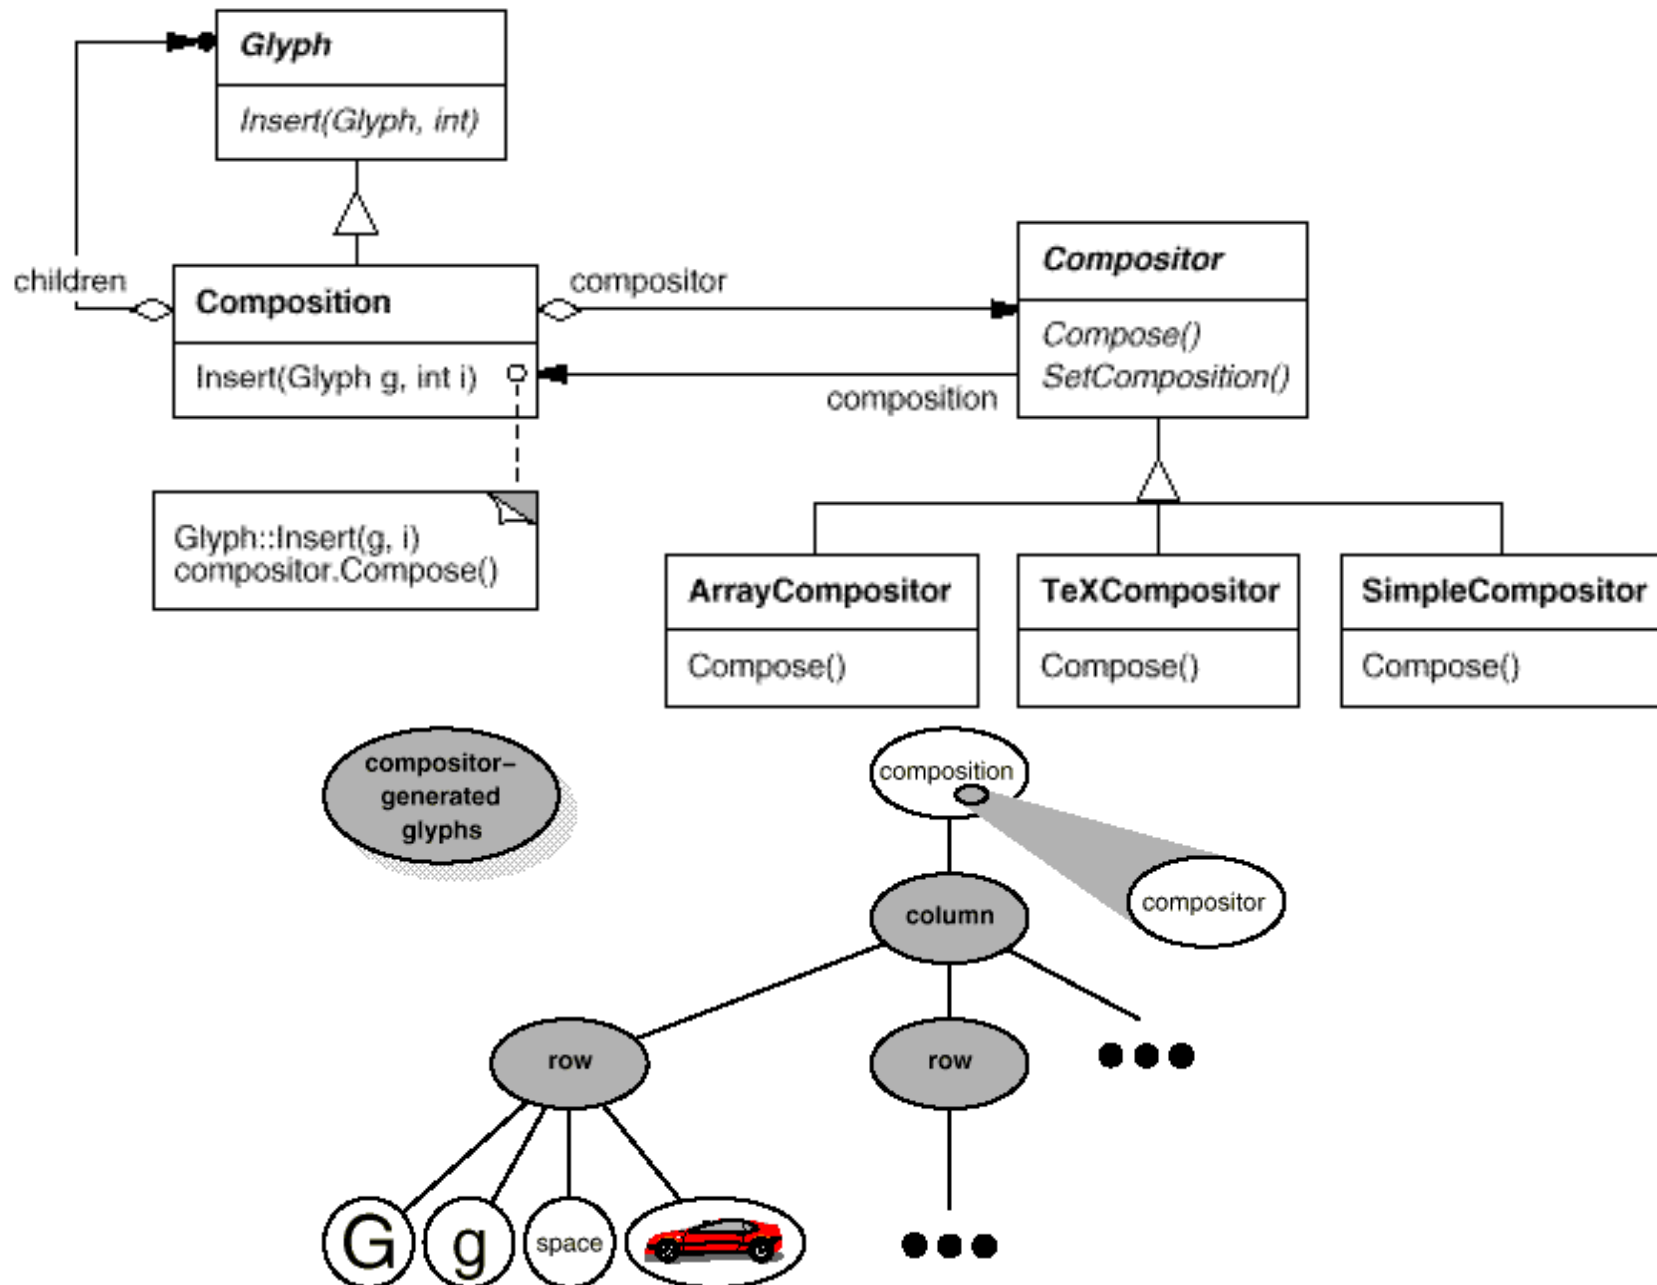 Glyph
Insert(Glyph, int)
children
Composition
Insert(Glyph g, int i)
compositor
composition
Compositor
Compose()
SetComposition()
Glyph::Insert(g, i)
compositor.Compose()
ArrayCompositor
Compose()
TeXCompositor
Compose()
SimpleCompositor
Compose()
compositor–
generated
glyphs
composition
compositor
column
row
row
G
g
space